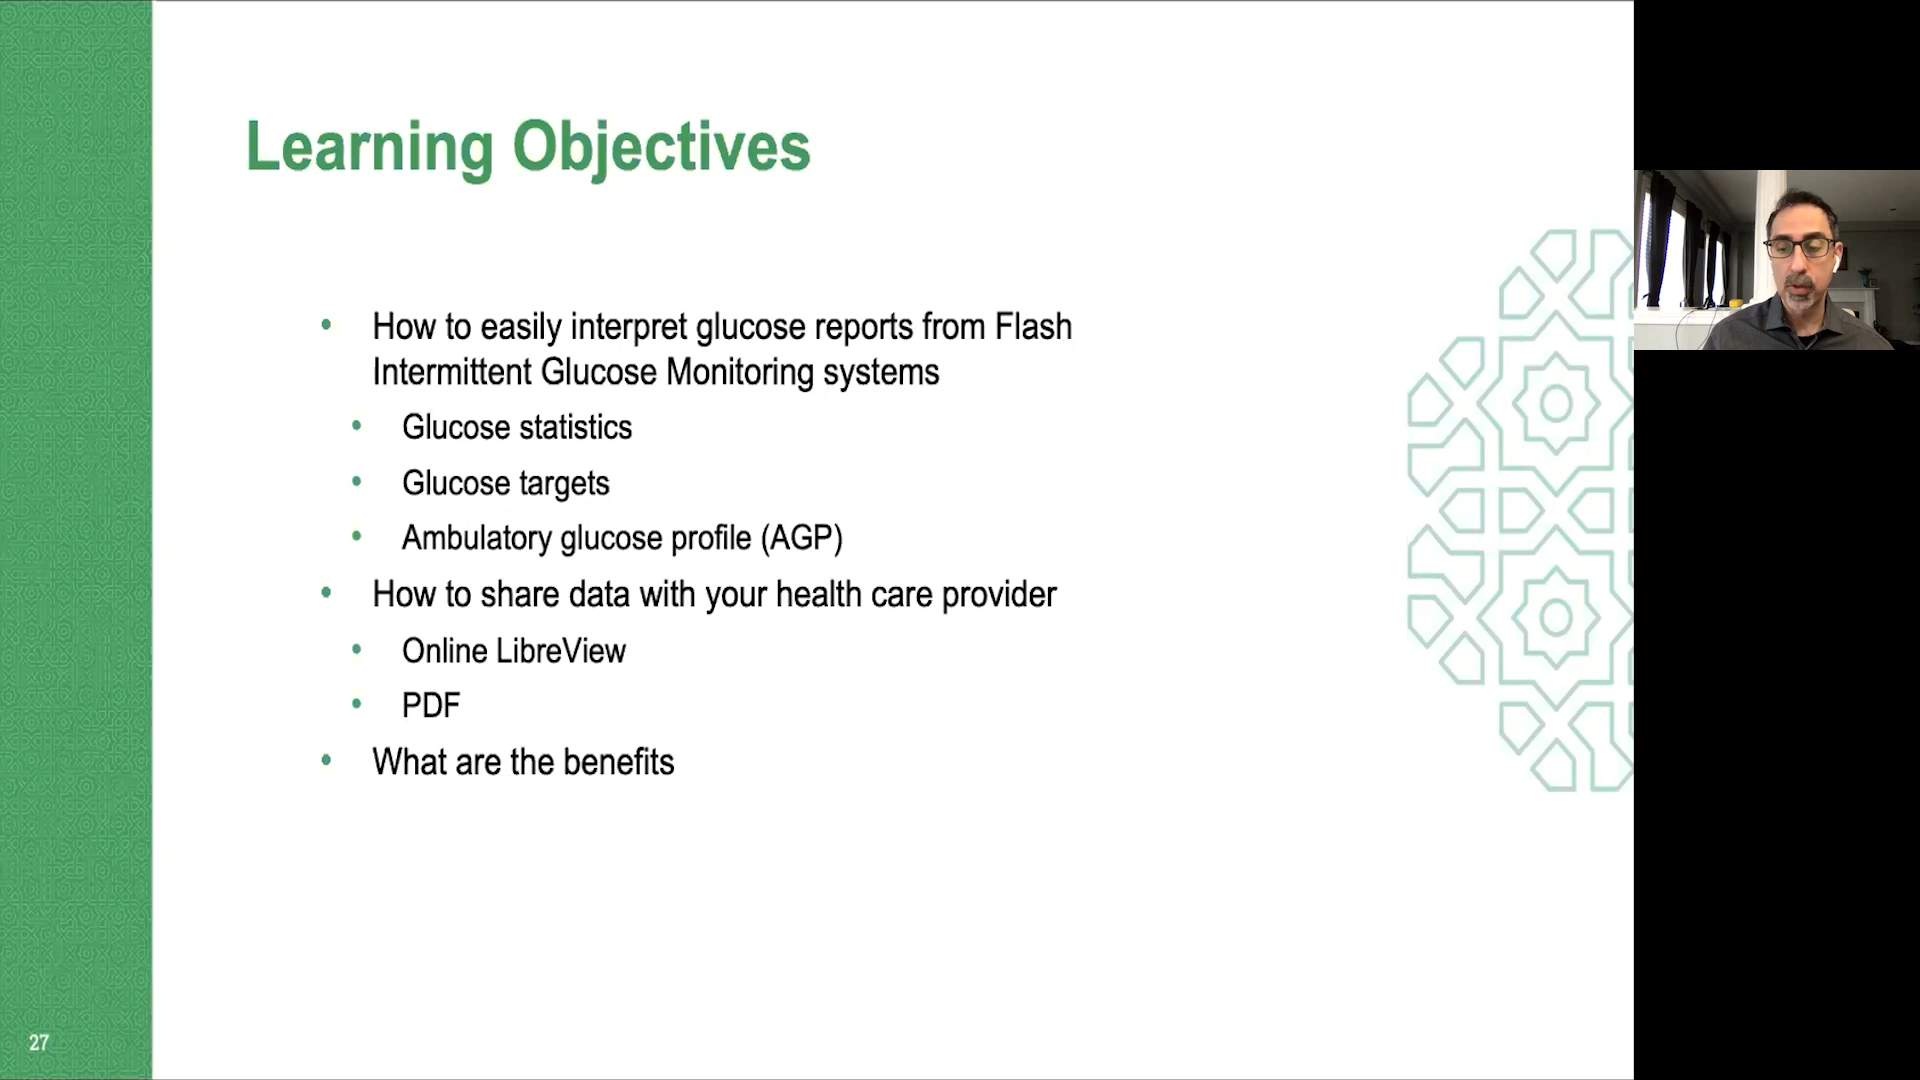 Learning Objectives
• How to easily interpret glucose reports from Flash
Intermittent Glucose Monitoring systems
• Glucose statistics
• Glucose targets
• Ambulatory glucose profile (AGP)
• How to share data with your health care provider
• Online LibreView
• PDF
• What are the benefits
27